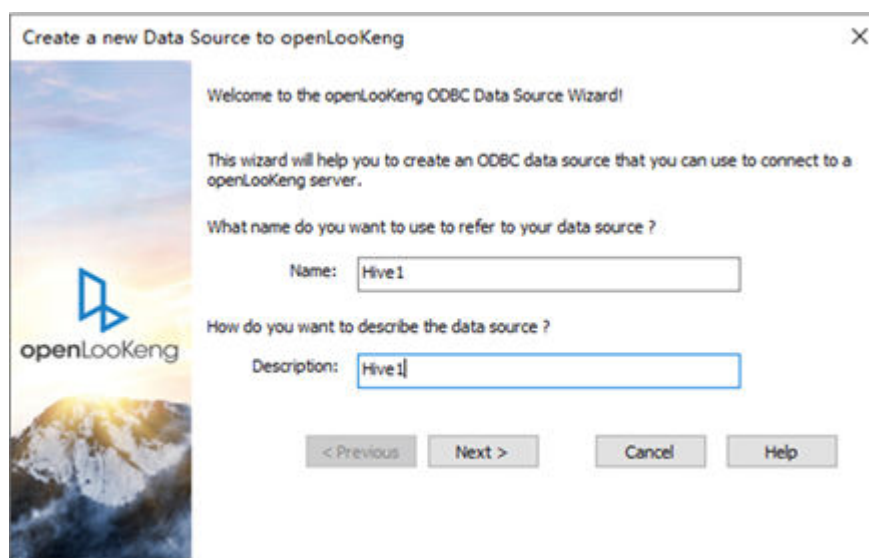 Create a new Data Source to openLooKeng
Welcome to the openLooKeng ODBC Data Source Wizard!
This wizard will help you to create an ODBC data source that you can use to connect to a
openLooKeng server.
What name do you want to use to refer to your data source ?
Name: Hive1
How do you want to describe the data source ?
openLooKeng
Description: Hive1
< Previous Next > Cancel Help